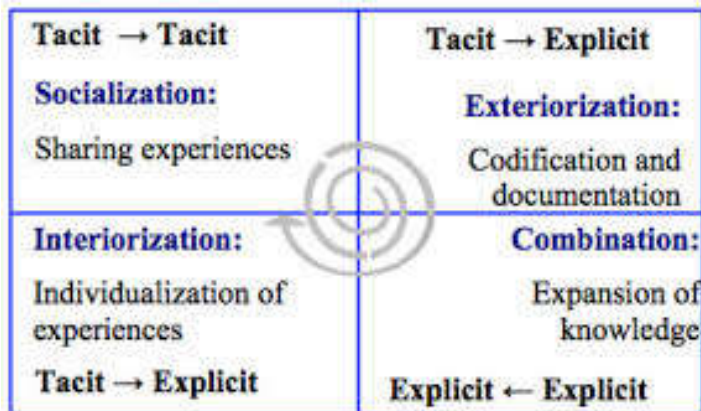 Tacit → Tacit
Socialization:
Sharing experiences
Tacit → Explicit
Exteriorization:
Codification and
documentation
Interiorization:
Individualization of
experiences
Tacit → Explicit
Combination:
Expansion of
knowledge
Explicit ← Explicit